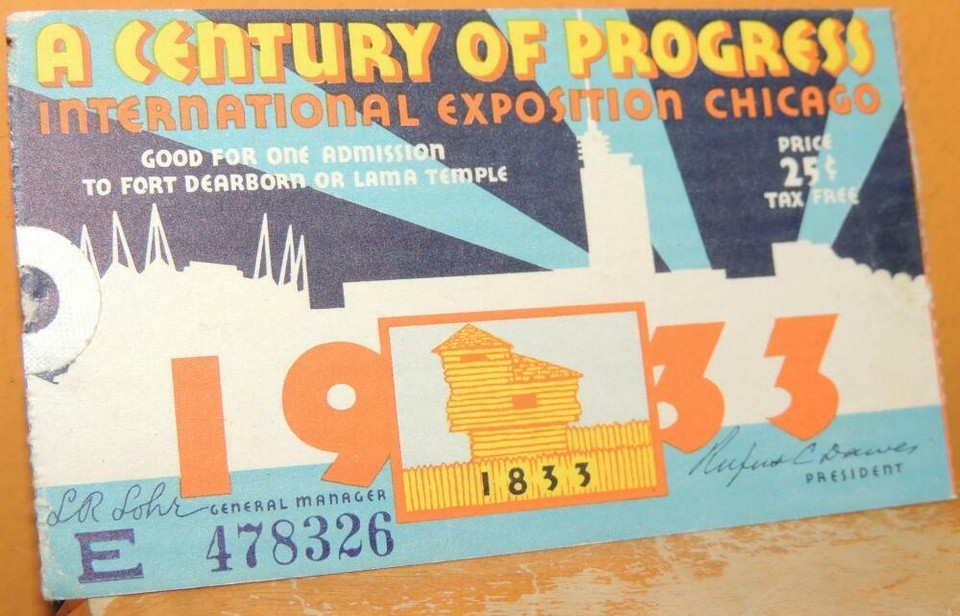 A CENTURY OF PROGRESS
INTERNATIONAL EXPOSITION CHICAGO
GOOD FOR ONE ADMISSION
TO FORT DEARBORN OR LAMA TEMPLE
PRICE
25¢
TAX FREE
1933
1833
Rufus C Dawes
PRESIDENT
L R Lohr
GENERAL MANAGER
E 478326